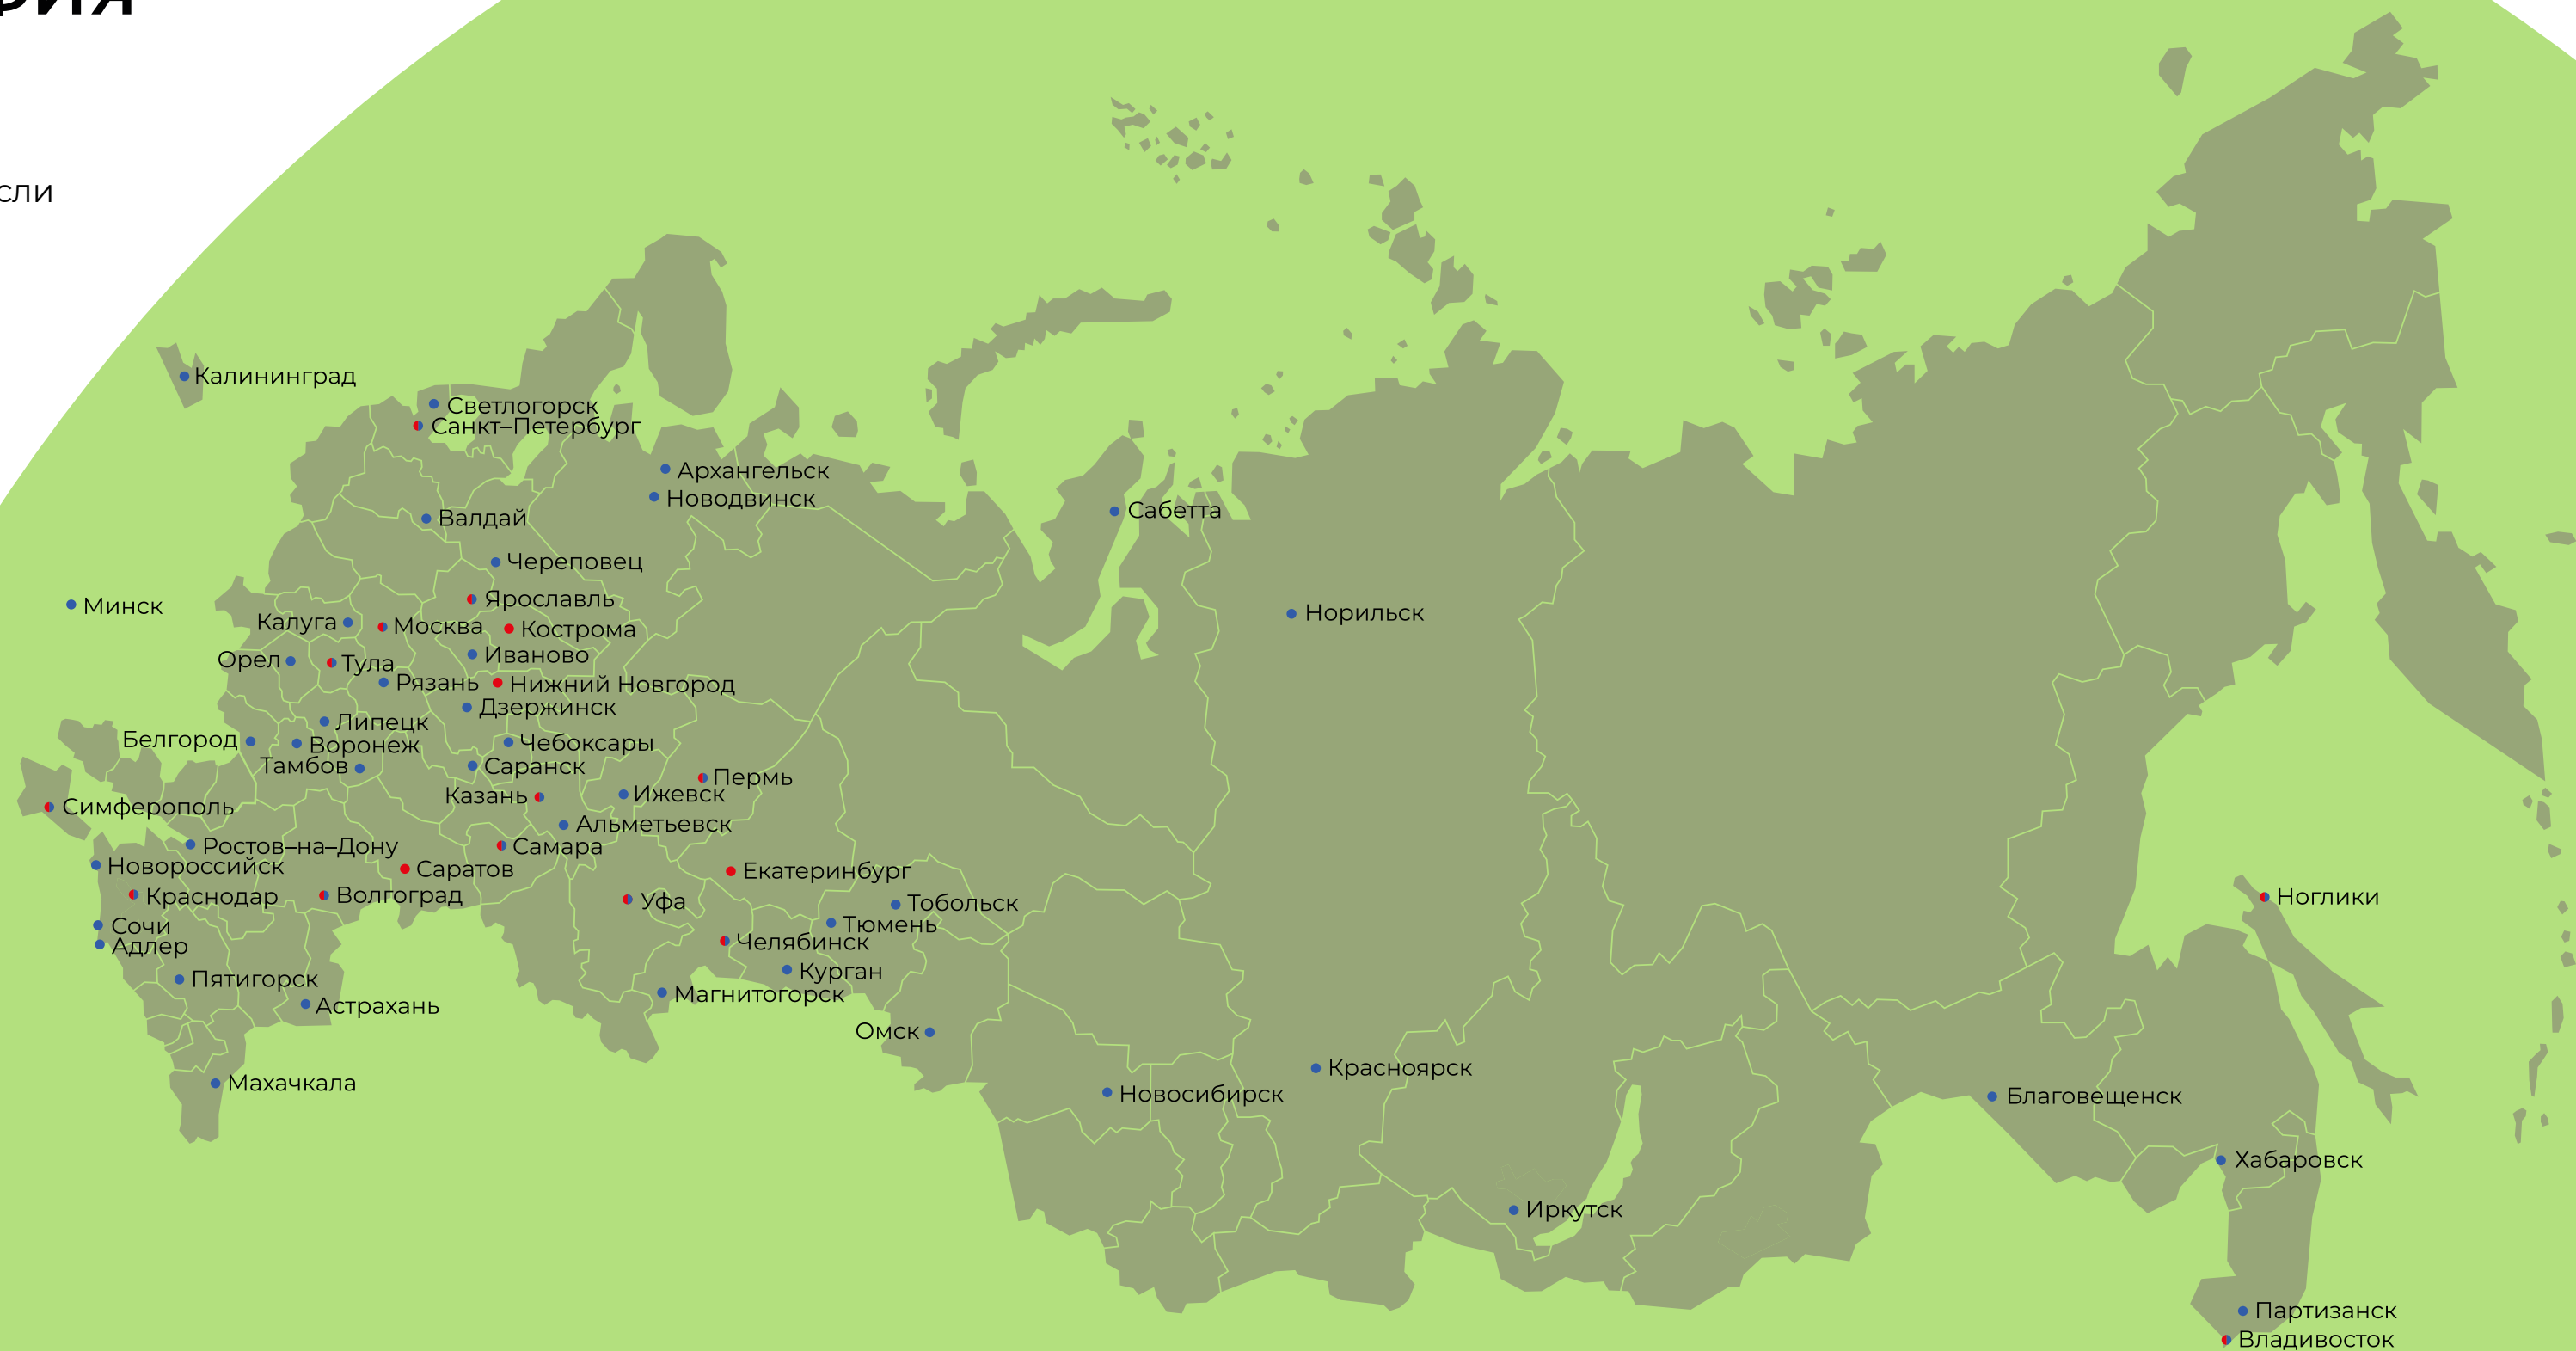 сли
Калининград
Светлогорск
Санкт–Петербург
Архангельск
Новодвинск
Сабетта
Валдай
Череповец
Минск
Ярославль
Калуга
Москва
Кострома
Норильск
Орел
Тула
Иваново
Рязань
Нижний Новгород
Дзержинск
Липецк
Белгород
Воронеж
Чебоксары
Тамбов
Саранск
Пермь
Казань
Ижевск
Симферополь
Альметьевск
Ростов–на–Дону
Самара
Новороссийск
Саратов
Екатеринбург
Краснодар
Волгоград
Уфа
Тобольск
Ноглики
Сочи
Тюмень
Адлер
Челябинск
Курган
Пятигорск
Магнитогорск
Астрахань
Омск
Красноярск
Махачкала
Новосибирск
Благовещенск
Хабаровск
Иркутск
Партизанск
Владивосток